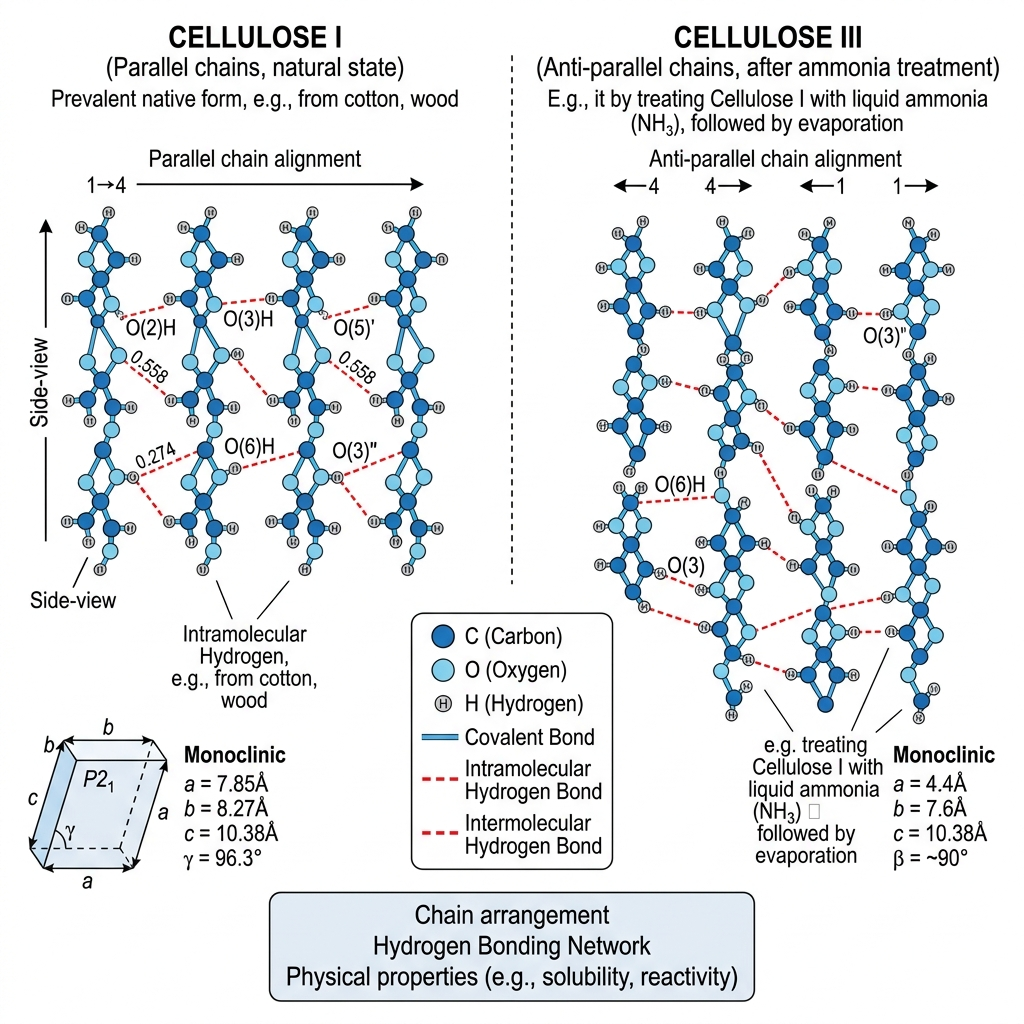 CELLULOSE I
(Parallel chains, natural state)
Prevalent native form, e.g., from cotton, wood
Parallel chain alignment
1→4
Side-view
O(2)H
O(3)H
O(5)'
0.558
0.558
0.274
O(6)H
O(3)"
Side-view
Intramolecular
Hydrogen,
e.g., from cotton,
wood
b
b
P2₁
c
a
γ
a
Monoclinic
a = 7.85Å
b = 8.27Å
c = 10.38Å
γ = 96.3°
CELLULOSE III
(Anti-parallel chains, after ammonia treatment)
E.g., it by treating Cellulose I with liquid ammonia
(NH₃), followed by evaporation
Anti-parallel chain alignment
←4 4→ ←1 1→
O(3)"
O(6)H
O(3)
C (Carbon)
O (Oxygen)
H H (Hydrogen)
Covalent Bond
Intramolecular
Hydrogen Bond
Intermolecular
Hydrogen Bond
e.g. treating
Cellulose I with
liquid ammonia
(NH₃) □
followed by
evaporation
Monoclinic
a = 4.4Å
b = 7.6Å
c = 10.38Å
β = ~90°
Chain arrangement
Hydrogen Bonding Network
Physical properties (e.g., solubility, reactivity)